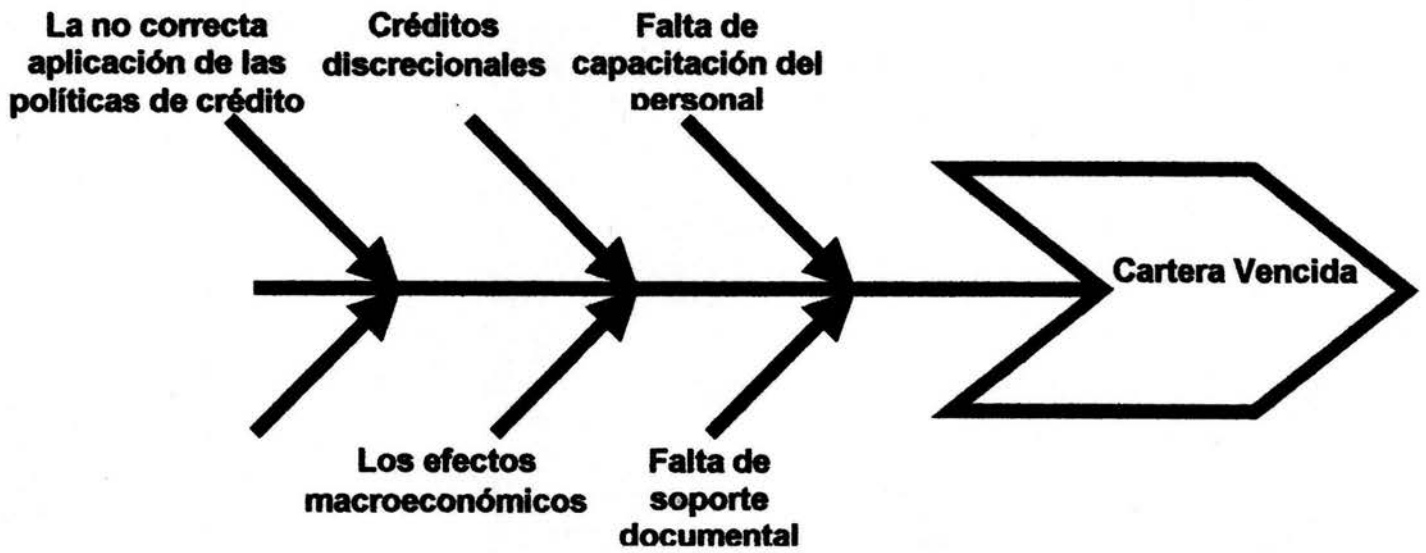 La no correcta
aplicación de las
políticas de crédito
Créditos
discrecionales
Falta de
capacitación del
personal
Cartera Vencida
Los efectos
macroeconómicos
Falta de
soporte
documental